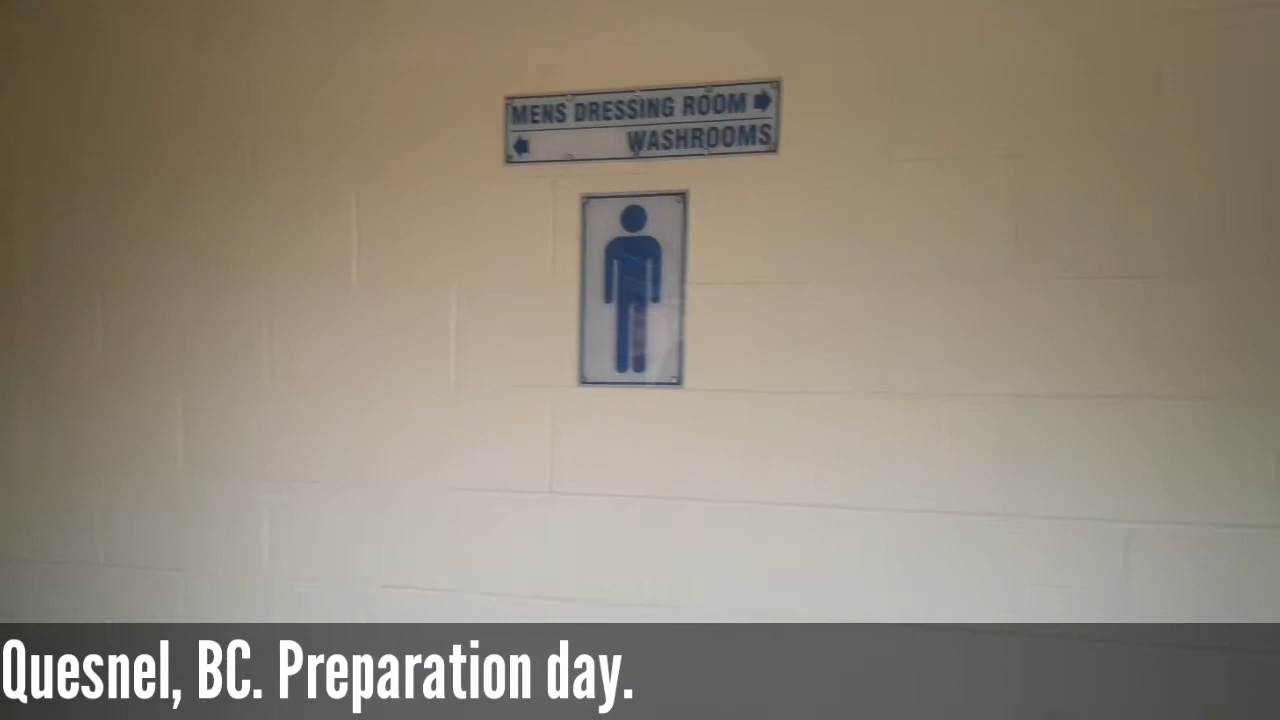 MENS DRESSING ROOM
WASHROOMS
Quesnel, BC. Preparation day.